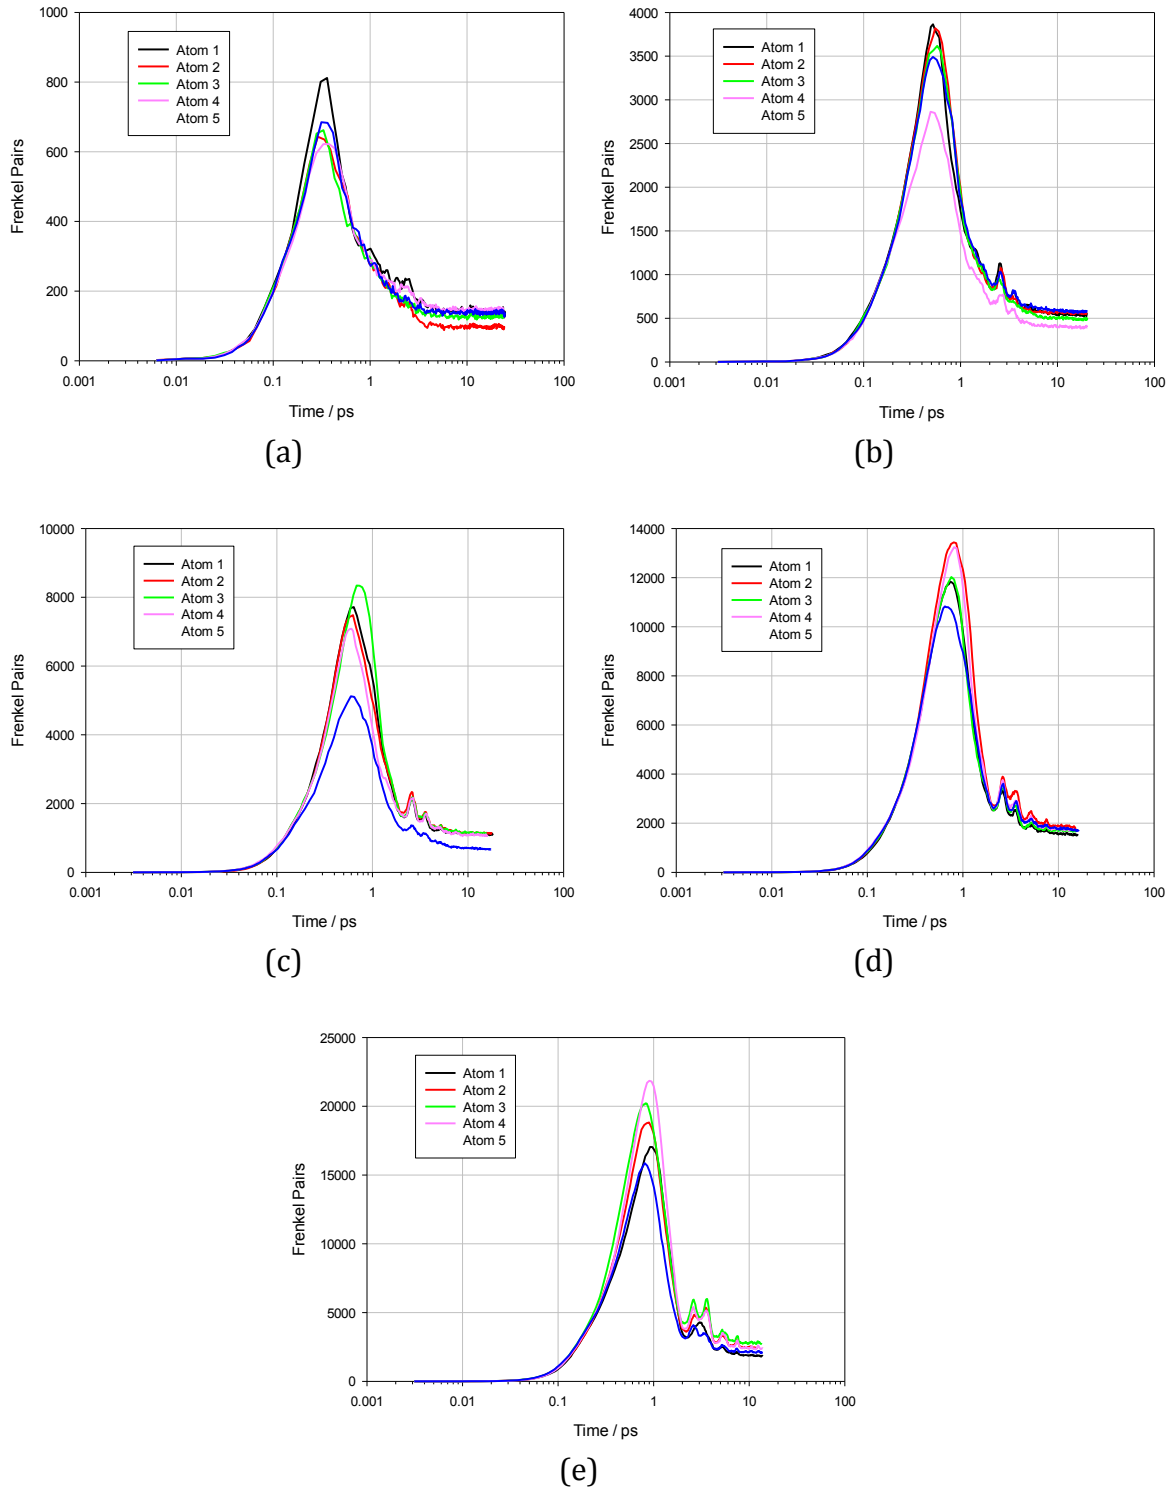 1000
800
600
400
200
0
Frenkel Pairs
Atom 1
Atom 2
Atom 3
Atom 4
Atom 5
0.001 0.01 0.1 1 10 100
Time / ps
(a)
4000
3500
3000
2500
2000
1500
1000
500
0
Frenkel Pairs
Atom 1
Atom 2
Atom 3
Atom 4
Atom 5
0.001 0.01 0.1 1 10 100
Time / ps
(b)
10000
8000
6000
4000
2000
0
Frenkel Pairs
Atom 1
Atom 2
Atom 3
Atom 4
Atom 5
0.001 0.01 0.1 1 10 100
Time / ps
(c)
14000
12000
10000
8000
6000
4000
2000
0
Frenkel Pairs
Atom 1
Atom 2
Atom 3
Atom 4
Atom 5
0.001 0.01 0.1 1 10 100
Time / ps
(d)
25000
20000
15000
10000
5000
0
Frenkel Pairs
Atom 1
Atom 2
Atom 3
Atom 4
Atom 5
0.001 0.01 0.1 1 10 100
Time / ps
(e)